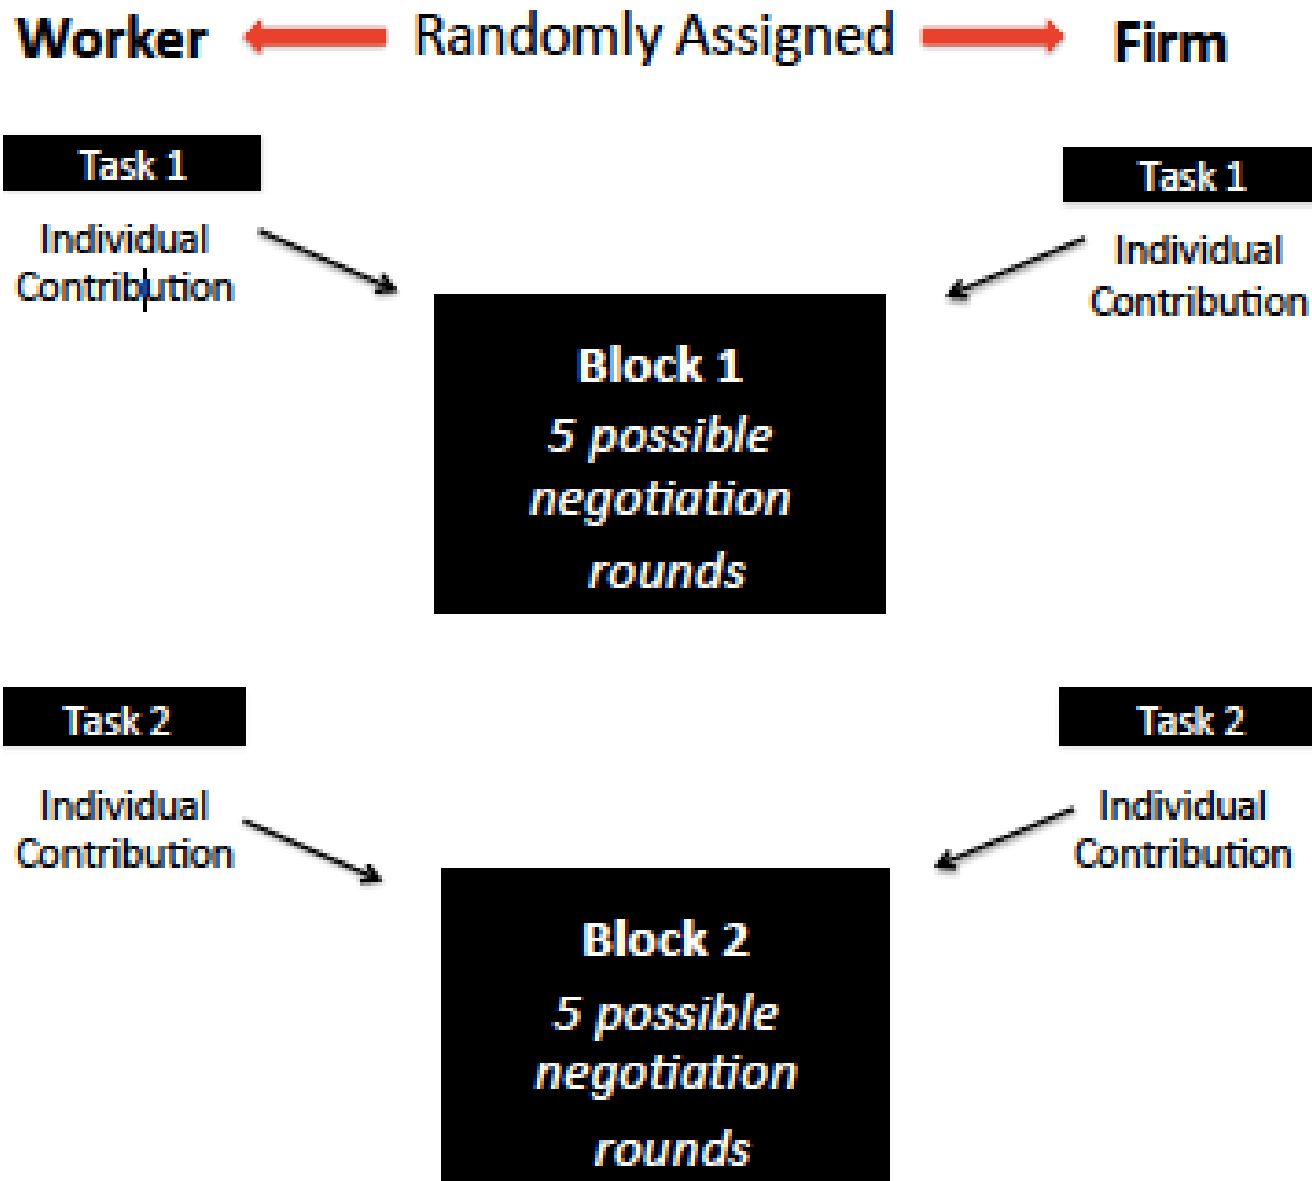 Worker Randomly Assigned Firm
Task 1
Individual
Contribution
Task 1
Individual
Contribution
Block 1
5 possible
negotiation
rounds
Task 2
Individual
Contribution
Task 2
Individual
Contribution
Block 2
5 possible
negotiation
rounds